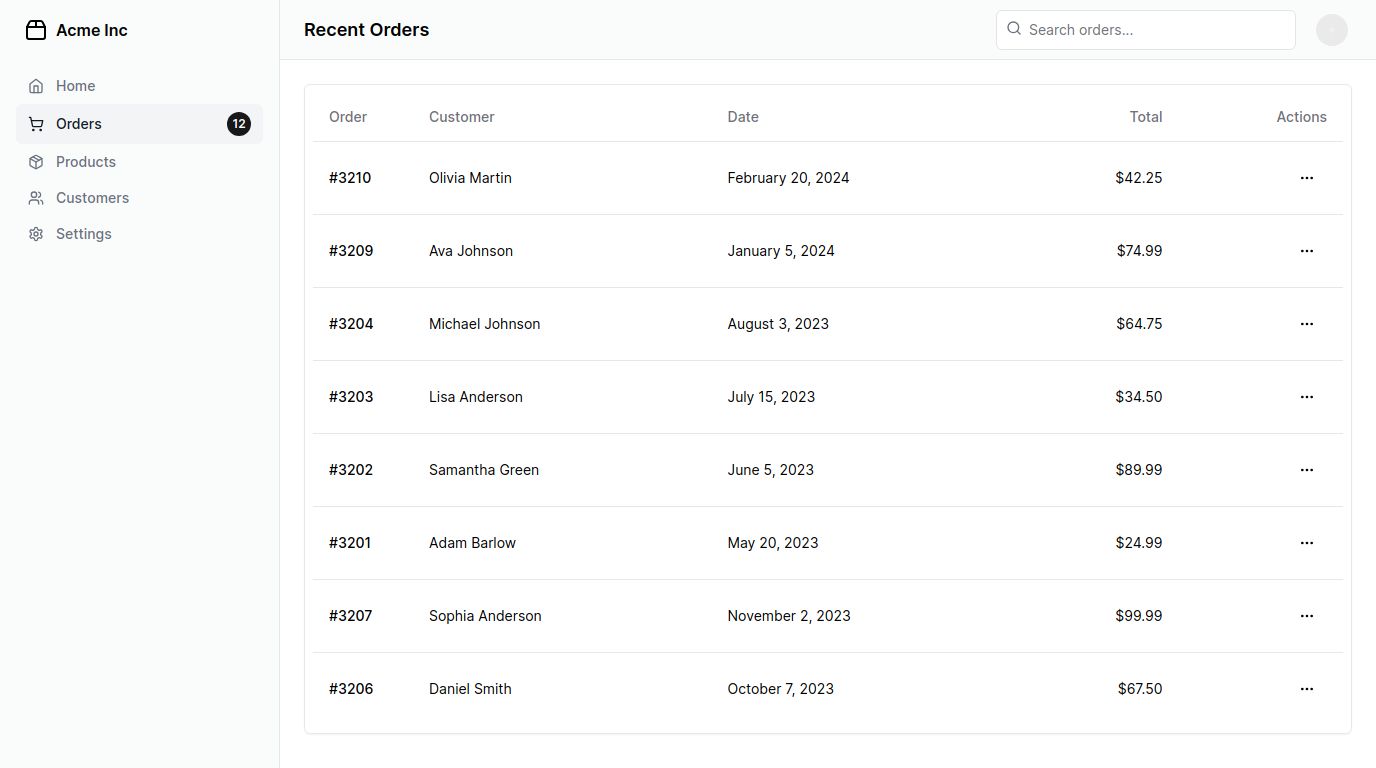 Acme Inc
Home
Orders 12
Products
Customers
Settings
Recent Orders
Search orders...
Order Customer Date Total Actions
#3210 Olivia Martin February 20, 2024 $42.25
#3209 Ava Johnson January 5, 2024 $74.99
#3204 Michael Johnson August 3, 2023 $64.75
#3203 Lisa Anderson July 15, 2023 $34.50
#3202 Samantha Green June 5, 2023 $89.99
#3201 Adam Barlow May 20, 2023 $24.99
#3207 Sophia Anderson November 2, 2023 $99.99
#3206 Daniel Smith October 7, 2023 $67.50